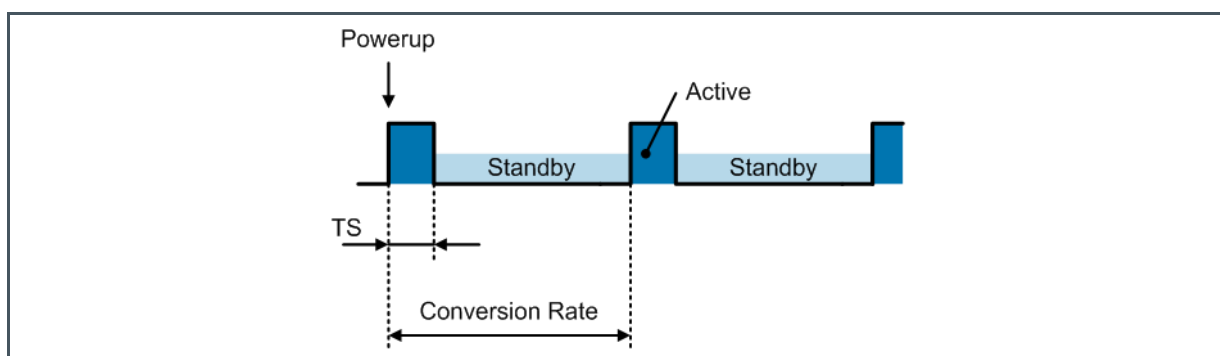 Powerup
Active
Standby
Standby
TS
Conversion Rate